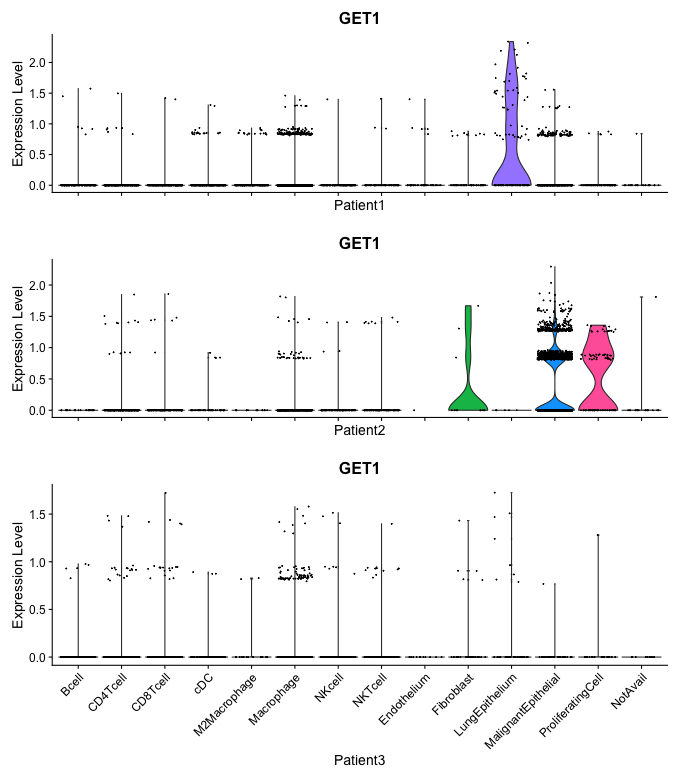 GET1
Expression Level
2.0
1.5
1.0
0.5
0.0
Patient1
GET1
Expression Level
2.0
1.5
1.0
0.5
0.0
Patient2
GET1
Expression Level
1.5
1.0
0.5
0.0
Bcell
CD4Tcell
CD8Tcell
cDC
M2Macrophage
Macrophage
NKcell
NKTcell
Endothelium
Fibroblast
LungEpithelium
MalignantEpithelial
ProliferatingCell
NotAvail
Patient3